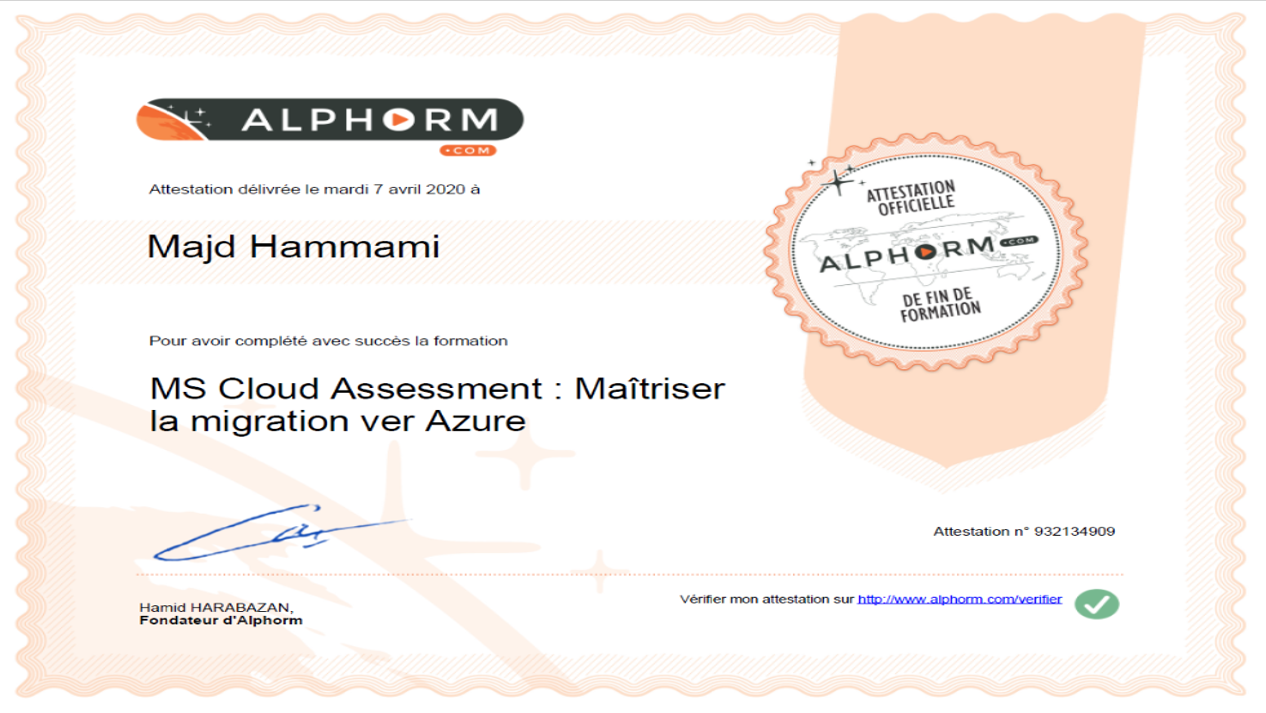 ALPHORM
.COM
Attestation délivrée le mardi 7 avril 2020 à
Majd Hammami
ATTESTATION
OFFICIELLE
ALPHORM .COM
DE FIN DE
FORMATION
Pour avoir complété avec succès la formation
MS Cloud Assessment : Maîtriser
la migration ver Azure
Attestation n° 932134909
Vérifier mon attestation sur http://www.alphorm.com/verifier
Hamid HARABAZAN,
Fondateur d'Alphorm